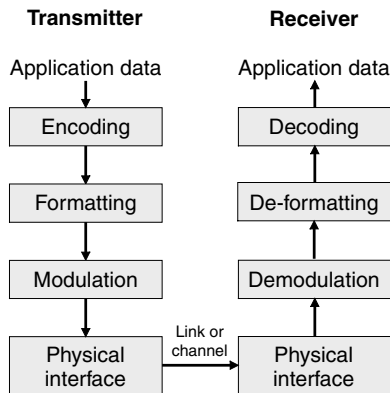 Transmitter
Application data
Encoding
Formatting
Modulation
Physical
interface
Link or
channel
Receiver
Application data
Decoding
De-formatting
Demodulation
Physical
interface